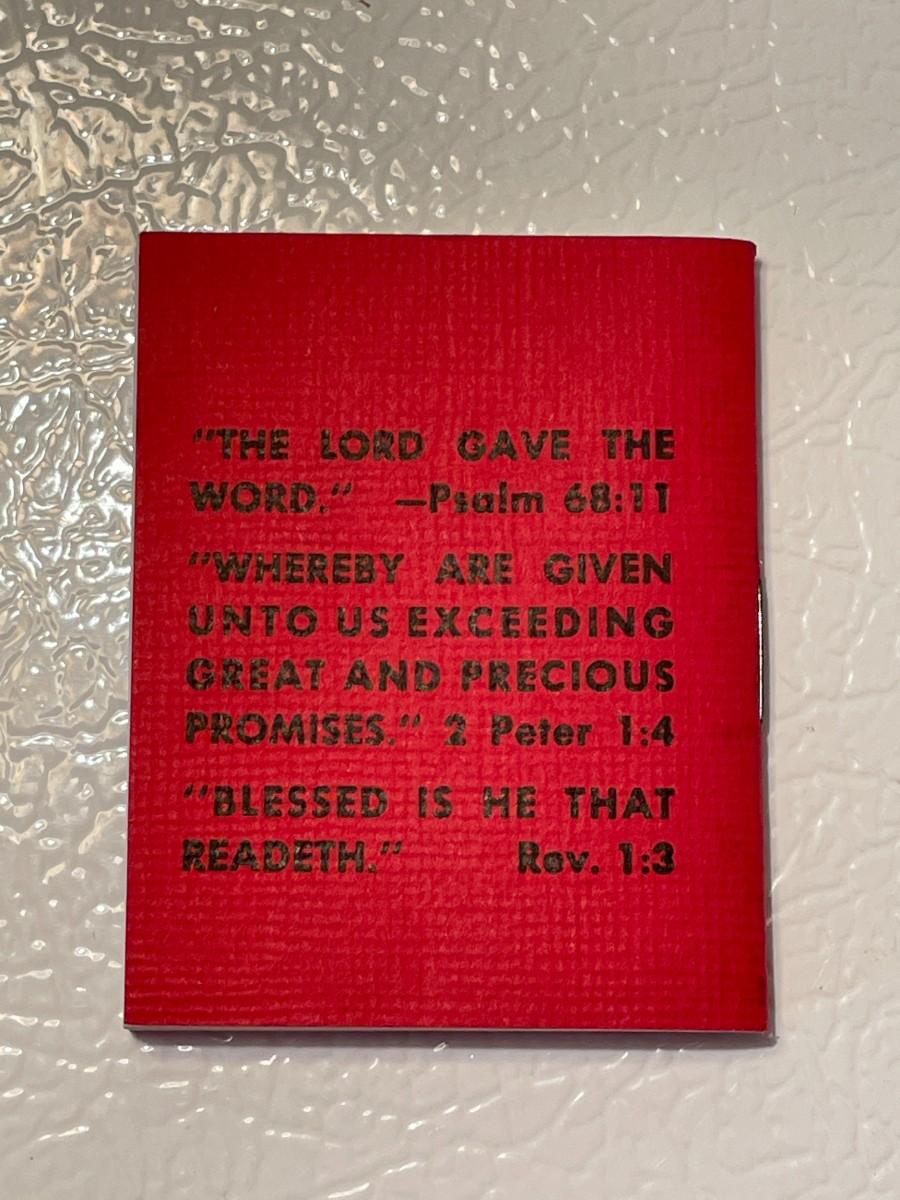 "THE LORD GAVE THE
WORD." —Psalm 68:11
"WHEREBY ARE GIVEN
UNTO US EXCEEDING
GREAT AND PRECIOUS
PROMISES." 2 Peter 1:4
"BLESSED IS HE THAT
READETH." Rev. 1:3